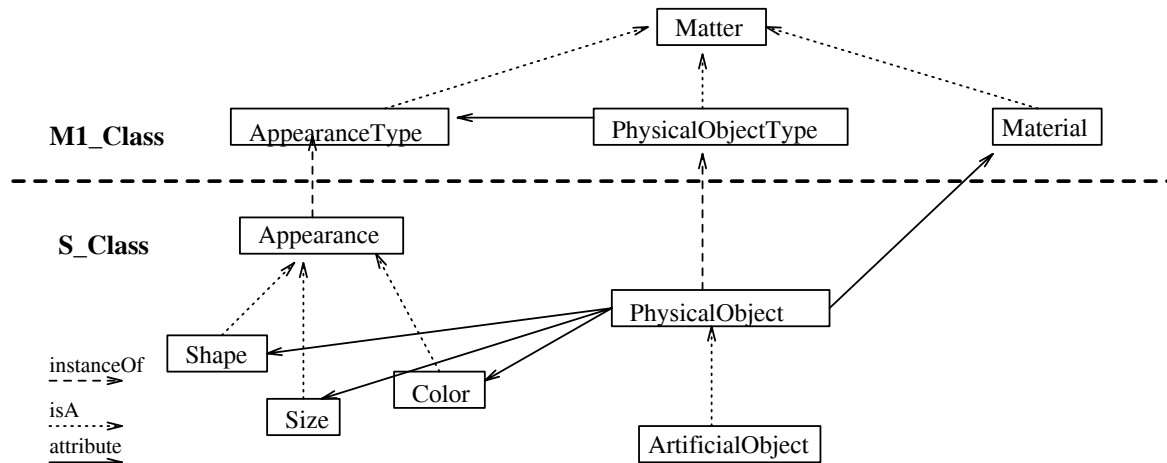 Matter
AppearanceType
PhysicalObjectType
Material
M1_Class
Appearance
S_Class
PhysicalObject
Shape
instanceOf
Color
Size
isA
ArtificialObject
attribute